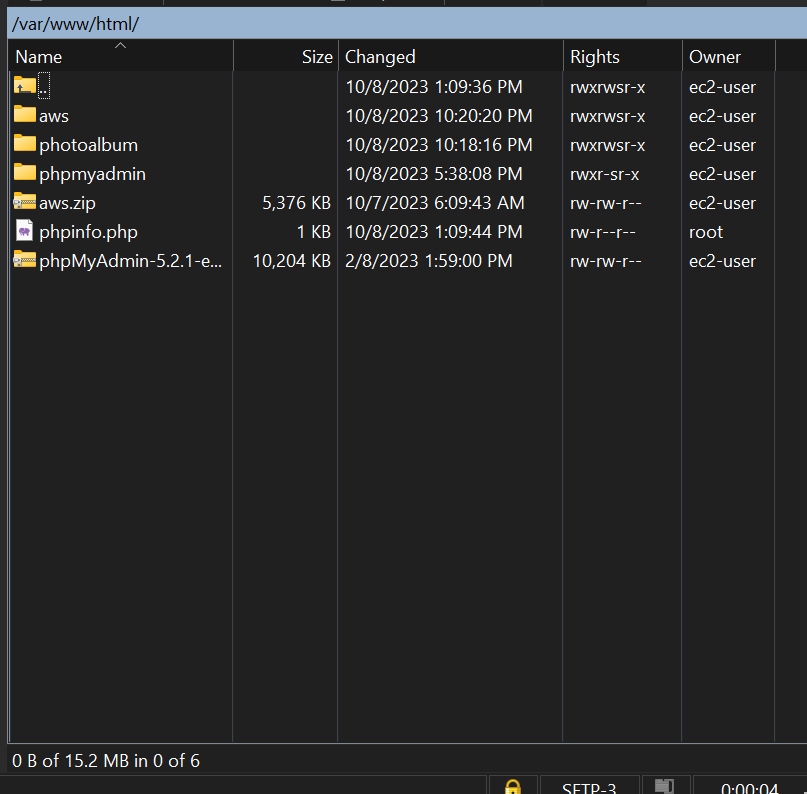 /var/www/html/
Name Size Changed Rights Owner
.. 10/8/2023 1:09:36 PM rwxrwsr-x ec2-user
aws 10/8/2023 10:20:20 PM rwxrwsr-x ec2-user
photoalbum 10/8/2023 10:18:16 PM rwxrwsr-x ec2-user
phpmyadmin 10/8/2023 5:38:08 PM rwxr-sr-x ec2-user
aws.zip 5,376 KB 10/7/2023 6:09:43 AM rw-rw-r-- ec2-user
phpinfo.php 1 KB 10/8/2023 1:09:44 PM rw-r--r-- root
phpMyAdmin-5.2.1-e... 10,204 KB 2/8/2023 1:59:00 PM rw-rw-r-- ec2-user
0 B of 15.2 MB in 0 of 6
SFTP-3 0:00:04